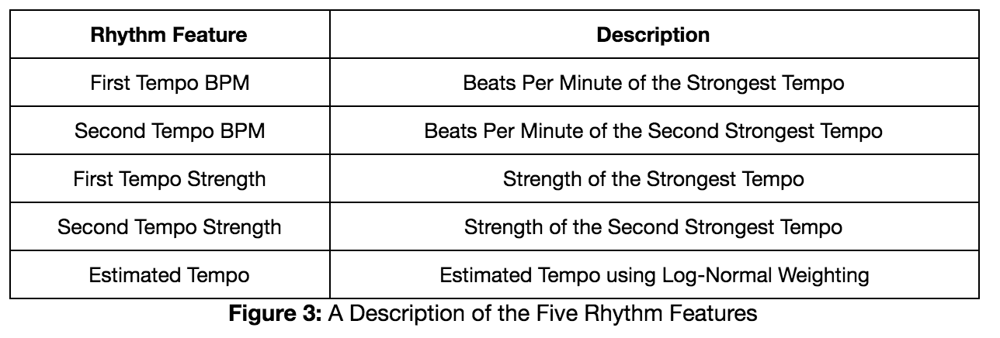 Rhythm Feature Description
First Tempo BPM Beats Per Minute of the Strongest Tempo
Second Tempo BPM Beats Per Minute of the Second Strongest Tempo
First Tempo Strength Strength of the Strongest Tempo
Second Tempo Strength Strength of the Second Strongest Tempo
Estimated Tempo Estimated Tempo using Log-Normal Weighting
Figure 3: A Description of the Five Rhythm Features